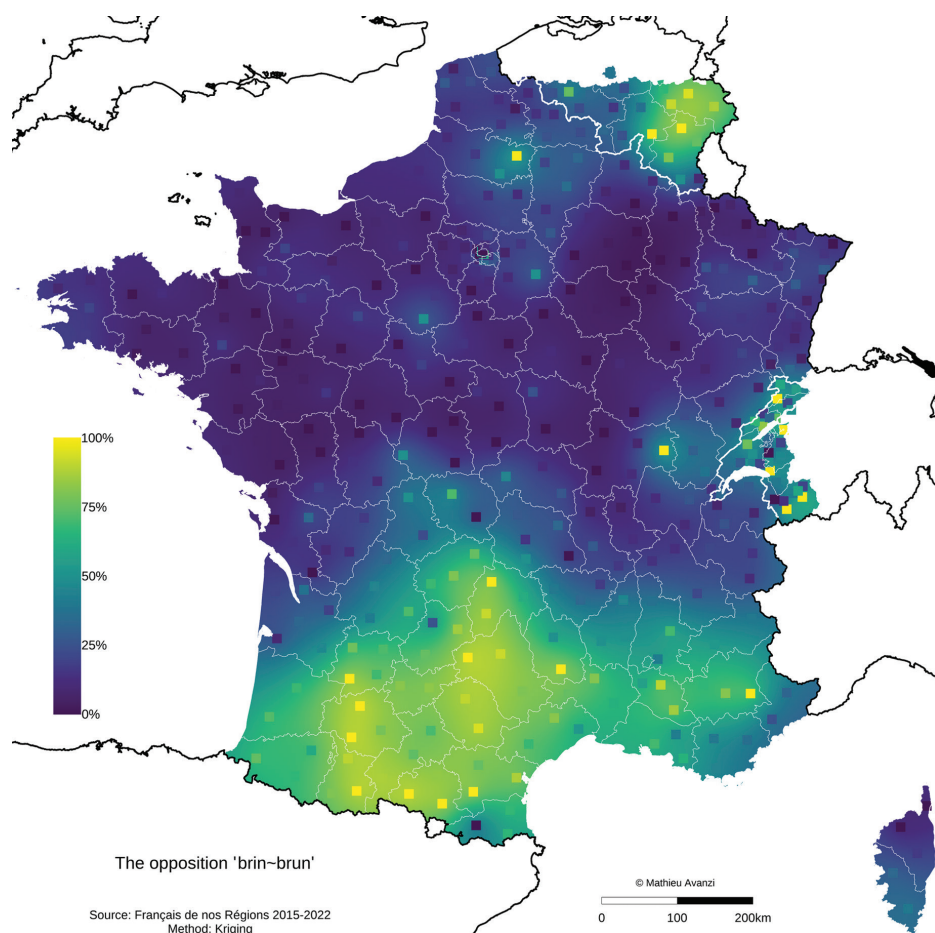 100%
75%
50%
25%
0%
The opposition 'brin~brun'
© Mathieu Avanzi
0 100 200km
Source: Français de nos Régions 2015-2022
Method: Kriging